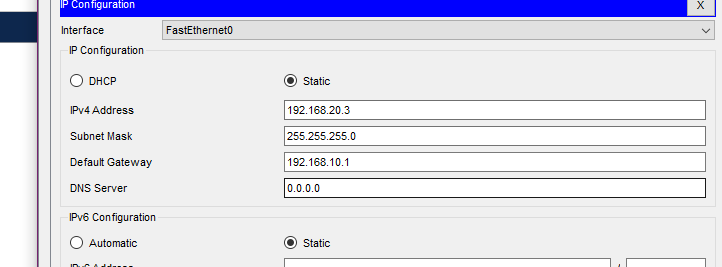 IP Configuration
X
Interface
FastEthernet0
IP Configuration
DHCP
Static
IPv4 Address
192.168.20.3
Subnet Mask
255.255.255.0
Default Gateway
192.168.10.1
DNS Server
0.0.0.0
IPv6 Configuration
Automatic
Static
IPv6 Address
/